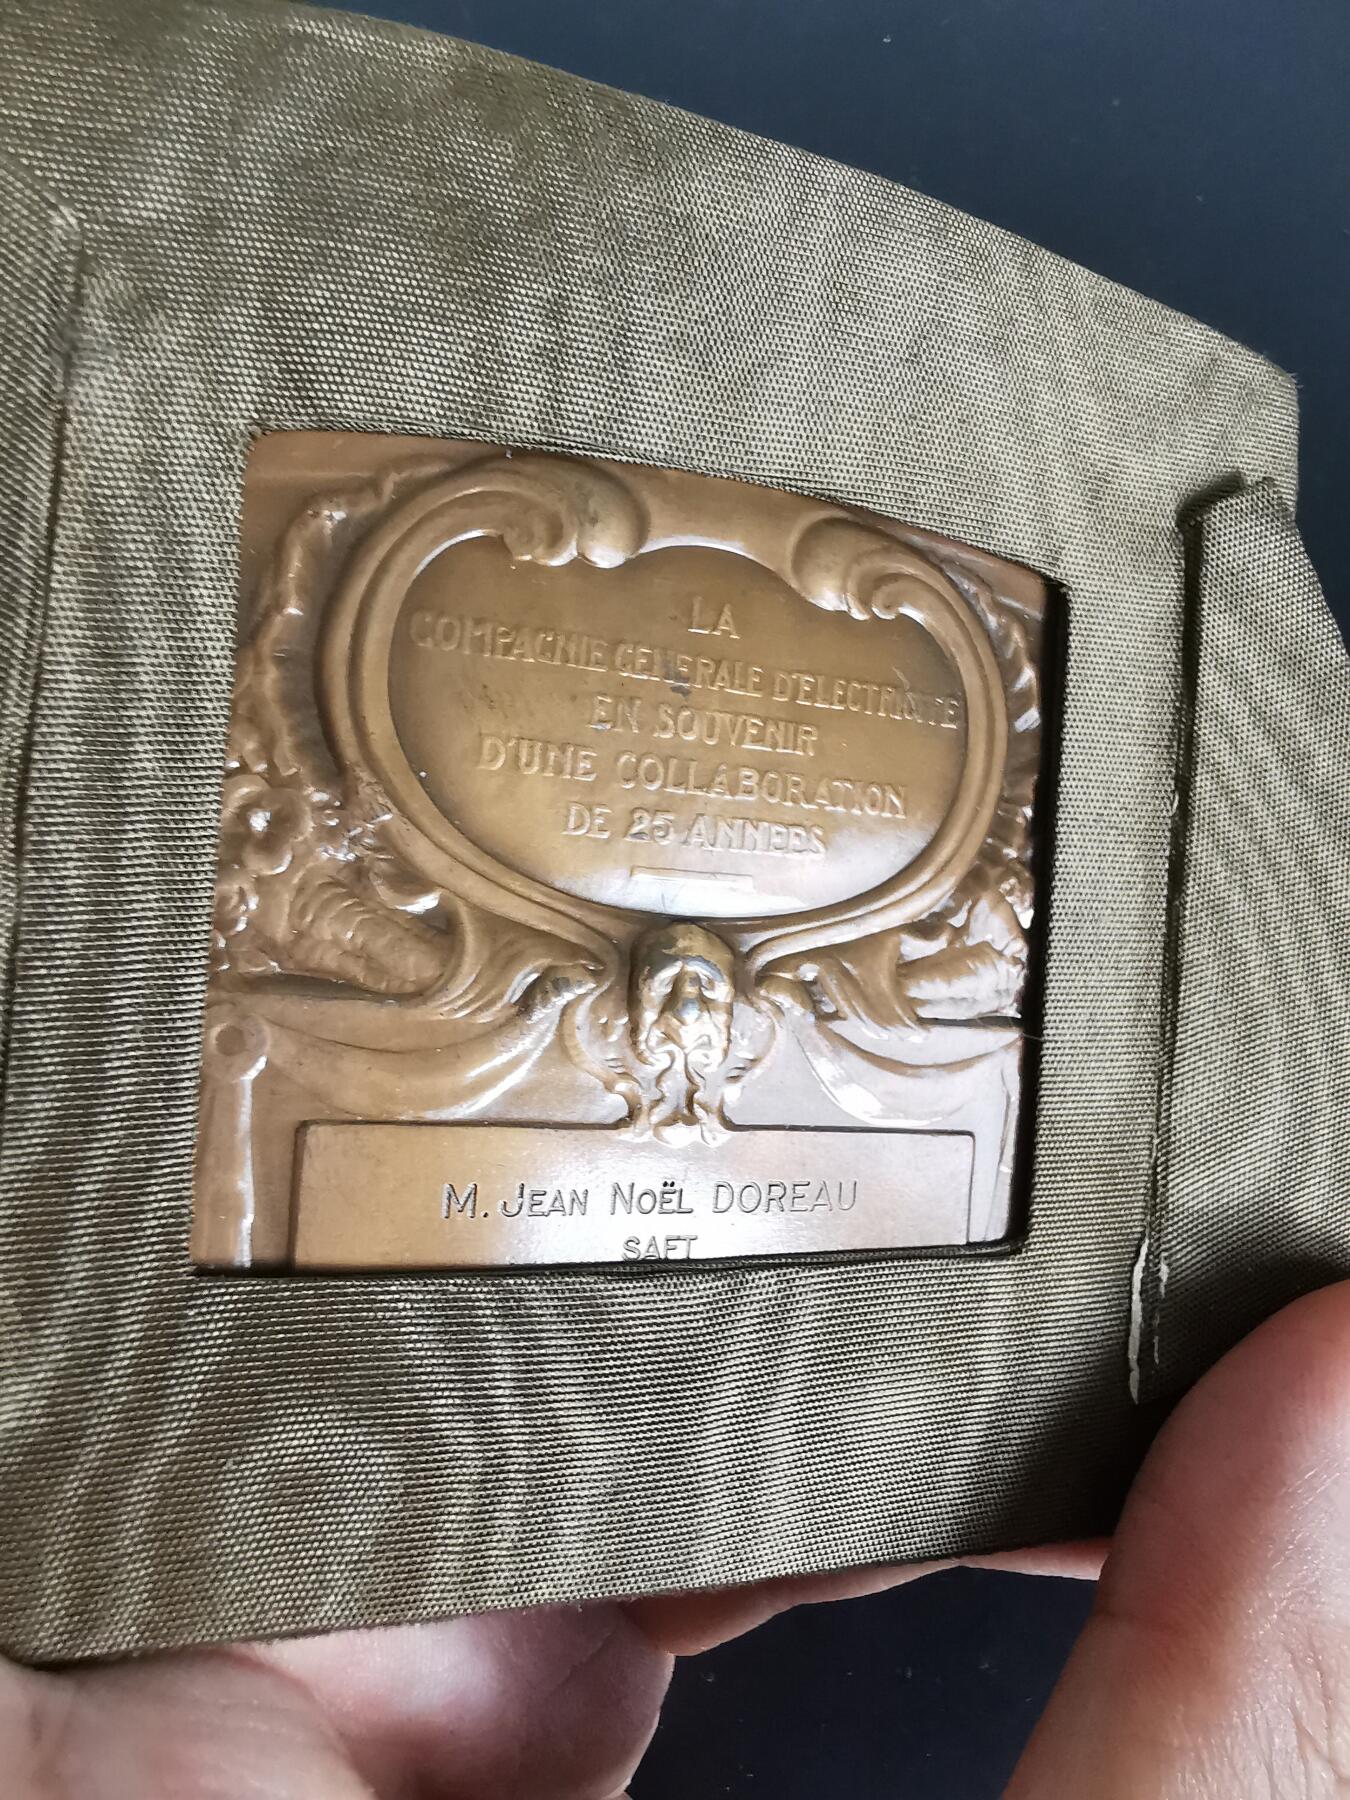 LA
COMPAGNIE GENERALE D'ELECTRICITE
EN SOUVENIR
D'UNE COLLABORATION
DE 25 ANNEES
M. JEAN NOËL DOREAU
SAFT